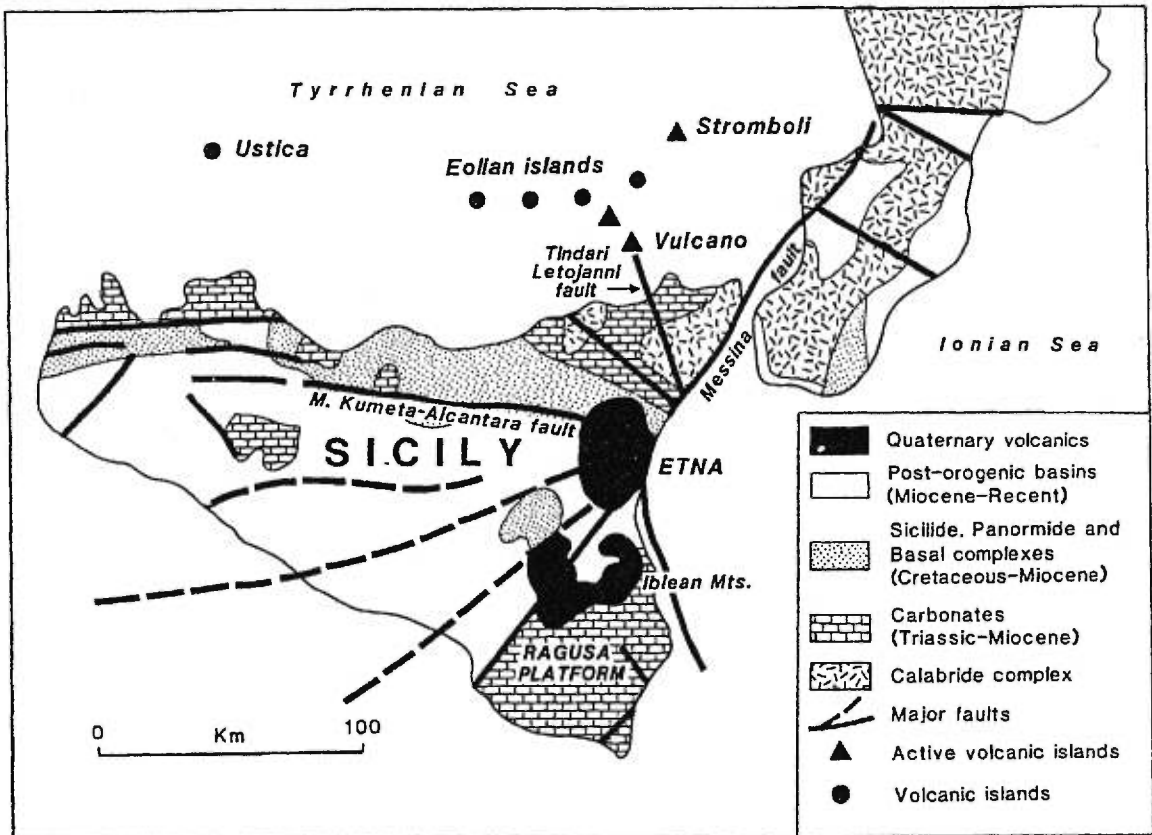 Tyrrhenian Sea
Stromboli
Ustica
Eolian islands
Vulcano
Tindari
Letojanni
fault
Messina fault
Ionian Sea
M. Kumeta-Alcantara fault
SICILY
ETNA
Iblean Mts.
RAGUSA
PLATFORM
0 100
Km
Quaternary volcanics
Post-orogenic basins
(Miocene-Recent)
Sicilide, Panormide and
Basal complexes
(Cretaceous-Miocene)
Carbonates
(Triassic-Miocene)
Calabride complex
Major faults
Active volcanic islands
Volcanic islands